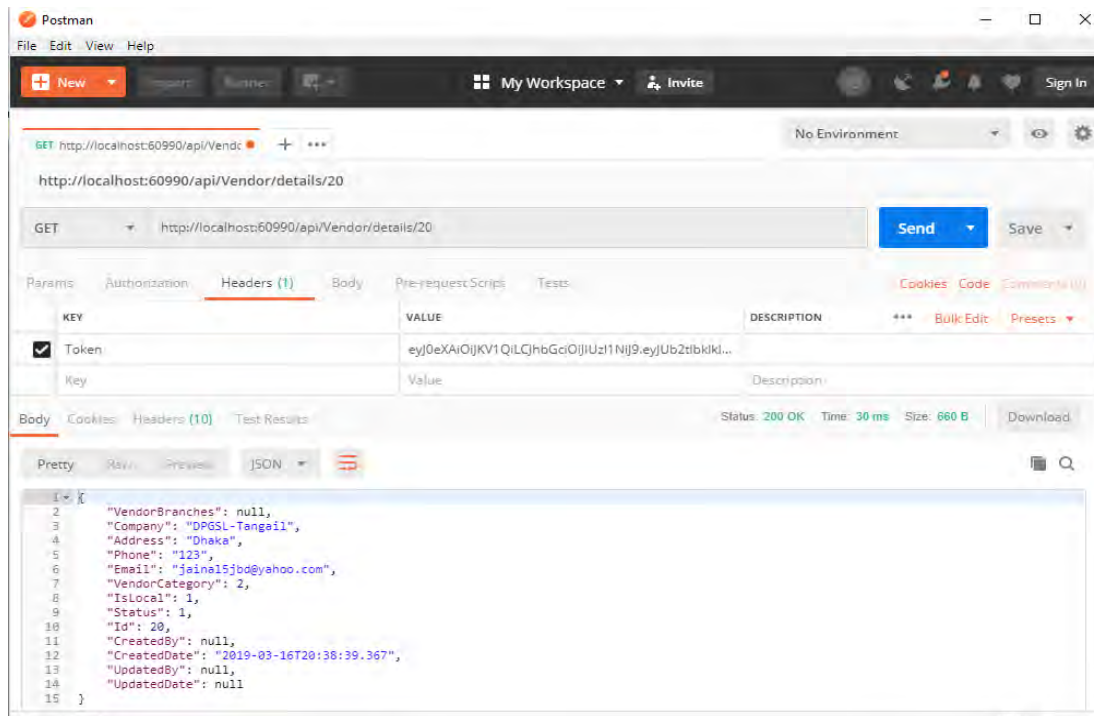 Postman
File Edit View Help
New Import Runner My Workspace Invite Sign In
No Environment
GET http://localhost:60990/api/Vendc
http://localhost:60990/api/Vendor/details/20
GET http://localhost:60990/api/Vendor/details/20 Send Save
Params Authorization Headers (1) Body Pre-request Script Tests Cookies Code Comments (0)
KEY VALUE DESCRIPTION Bulk Edit Presets
Token
Key Value Description
Body Cookies Headers (10) Test Results Status: 200 OK Time: 30 ms Size: 660 B Download
Pretty Raw Preview JSON
1 {
2 "VendorBranches": null,
3 "Company": "DPGSL-Tangail",
4 "Address": "Dhaka",
5 "Phone": "123",
6 "Email": "jainal5jbd@yahoo.com",
7 "VendorCategory": 2,
8 "IsLocal": 1,
9 "Status": 1,
10 "Id": 20,
11 "CreatedBy": null,
12 "CreatedDate": "2019-03-16T20:38:39.367",
13 "UpdatedBy": null,
14 "UpdatedDate": null
15 }